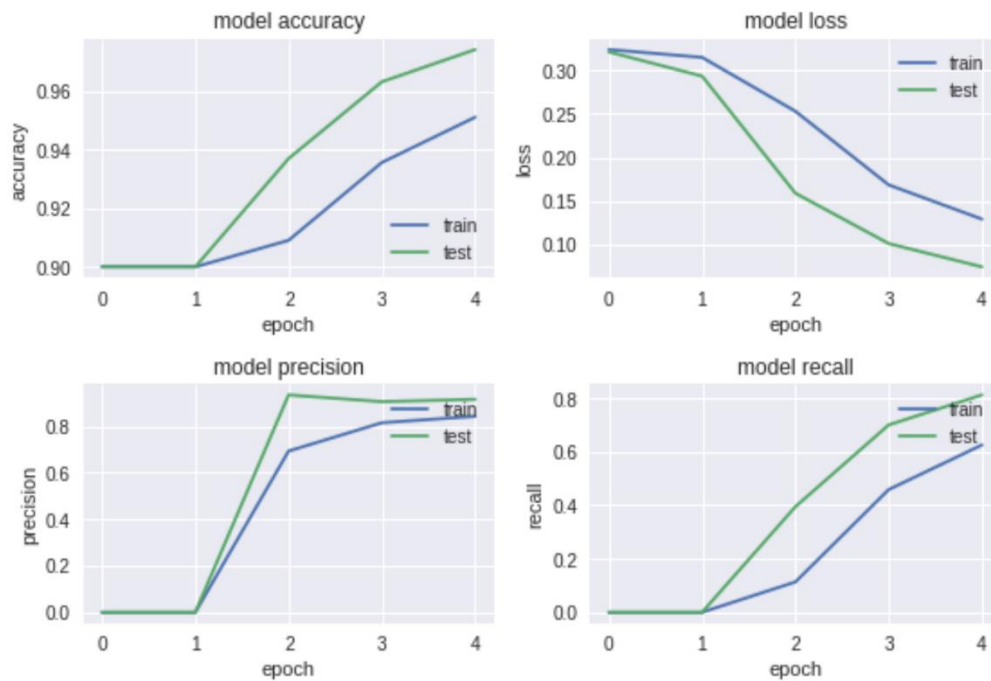 model accuracy
0.96
0.94
0.92
0.90
accuracy
train
test
0 1 2 3 4
epoch
model loss
0.30
0.25
0.20
0.15
0.10
loss
train
test
0 1 2 3 4
epoch
model precision
0.8
0.6
0.4
0.2
0.0
precision
train
test
0 1 2 3 4
epoch
model recall
0.8
0.6
0.4
0.2
0.0
recall
train
test
0 1 2 3 4
epoch